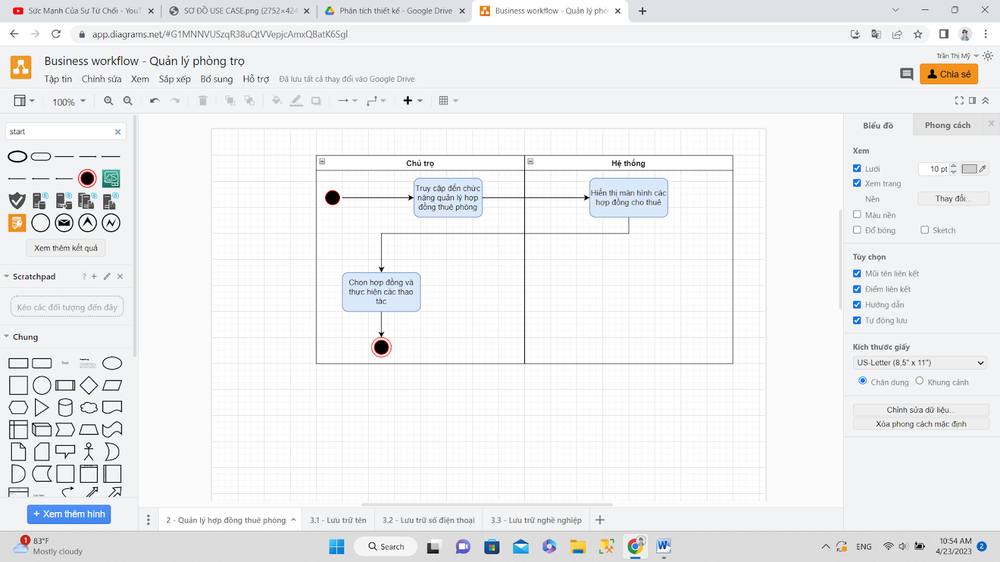 Sức Mạnh Của Sự Từ Chối - YouT
SƠ ĐỒ USE CASE.png (2752×424
Phân tích thiết kế - Google Drive
Business workflow - Quản lý phò
app.diagrams.net/#G1MNNVUSzqR38uQtVVepjcAmxQBatK6Sgl
Business workflow - Quản lý phòng trọ
Trần Thị Mỹ
Tập tin Chỉnh sửa Xem Sắp xếp Bổ sung Hỗ trợ Đã lưu tất cả thay đổi vào Google Drive
Chia sẻ
100%
start
Xem thêm kết quả
Scratchpad ?
Kéo các đối tượng đến đây
Chung
Text
Heading
List Item
+ Xem thêm hình
Chủ trọ
Hệ thống
Truy cập đến chức
năng quản lý hợp
đồng thuê phòng
Hiển thị màn hình các
hợp đồng cho thuê
Chọn hợp đồng và
thực hiện các thao
tác
2 - Quản lý hợp đồng thuê phòng
3.1 - Lưu trữ tên
3.2 - Lưu trữ số điện thoại
3.3 - Lưu trữ nghề nghiệp
Biểu đồ
Phong cách
Xem
Lưới
10 pt
Xem trang
Nền
Thay đổi...
Màu nền
Đổ bóng
Sketch
Tùy chọn
Mũi tên liên kết
Điểm liên kết
Hướng dẫn
Tự động lưu
Kích thước giấy
US-Letter (8,5" x 11")
Chân dung
Khung cảnh
Chỉnh sửa dữ liệu...
Xóa phong cách mặc định
1
83°F
Mostly cloudy
Search
ENG
10:54 AM
4/23/2023
2